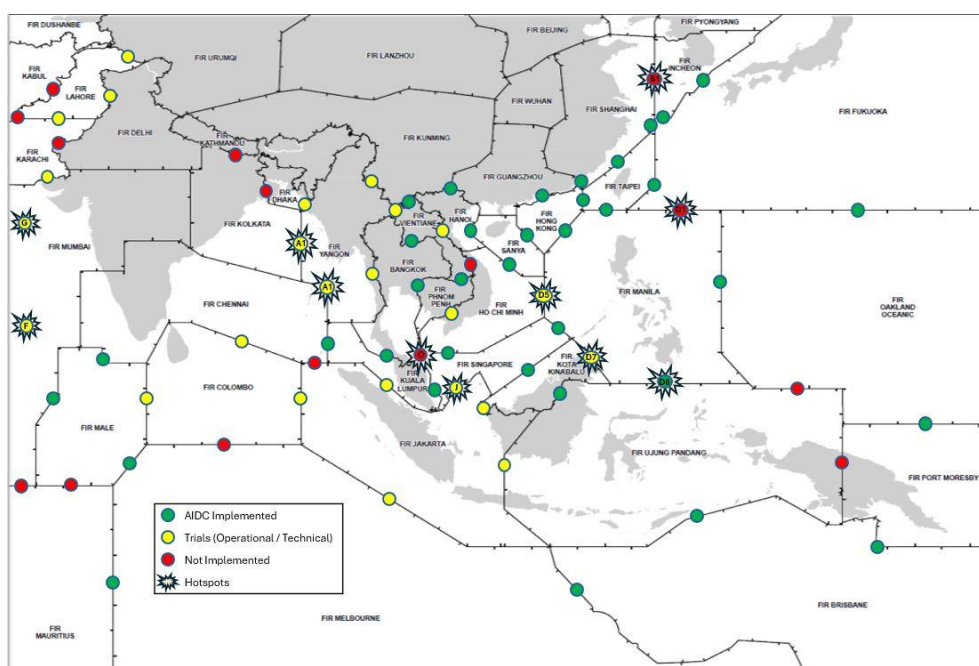 FIR DUSHANBE
FIR BEIJING
FIR PYONGYANG
FIR URUMQI
FIR LANZHOU
FIR
KABUL
FIR
INCHEON
FIR
LAHORE
FIR WUHAN
FIR SHANGHAI
FIR FUKUOKA
FIR DELHI
FIR
KATHMANDU
FIR KUNMING
FIR
KARACHI
FIR GUANGZHOU
FIR TAIPEI
FIR
DHAKA
FIR
VIENTIANE
FIR
HANOI
FIR
HONG
KONG
D1
G
FIR KOLKATA
FIR MUMBAI
A1
FIR
YANGON
FIR
SANYA
FIR
BANGKOK
A1
FIR
PHNOM
PENH
FIR
HO CHI MINH
D5
FIR MANILA
FIR CHENNAI
FIR
OAKLAND
OCEANIC
F
FIR SINGAPORE
FIR
KOTA
KINABALU
D7
FIR
KUALA
LUMPUR
J
D8
FIR COLOMBO
FIR MALE
FIR JAKARTA
FIR UJUNG PANDANG
FIR PORT MORESBY
AIDC Implemented
Trials (Operational / Technical)
Not Implemented
Hotspots
FIR
MAURITIUS
FIR MELBOURNE
FIR BRISBANE